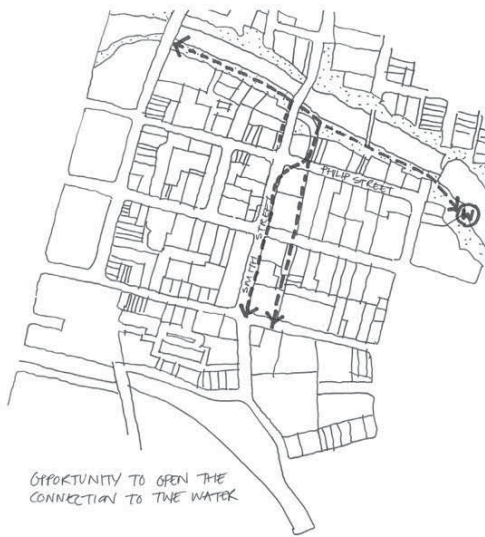 PHILIP STREET
SMITH STREET
W
OPPORTUNITY TO OPEN THE
CONNECTION TO THE WATER